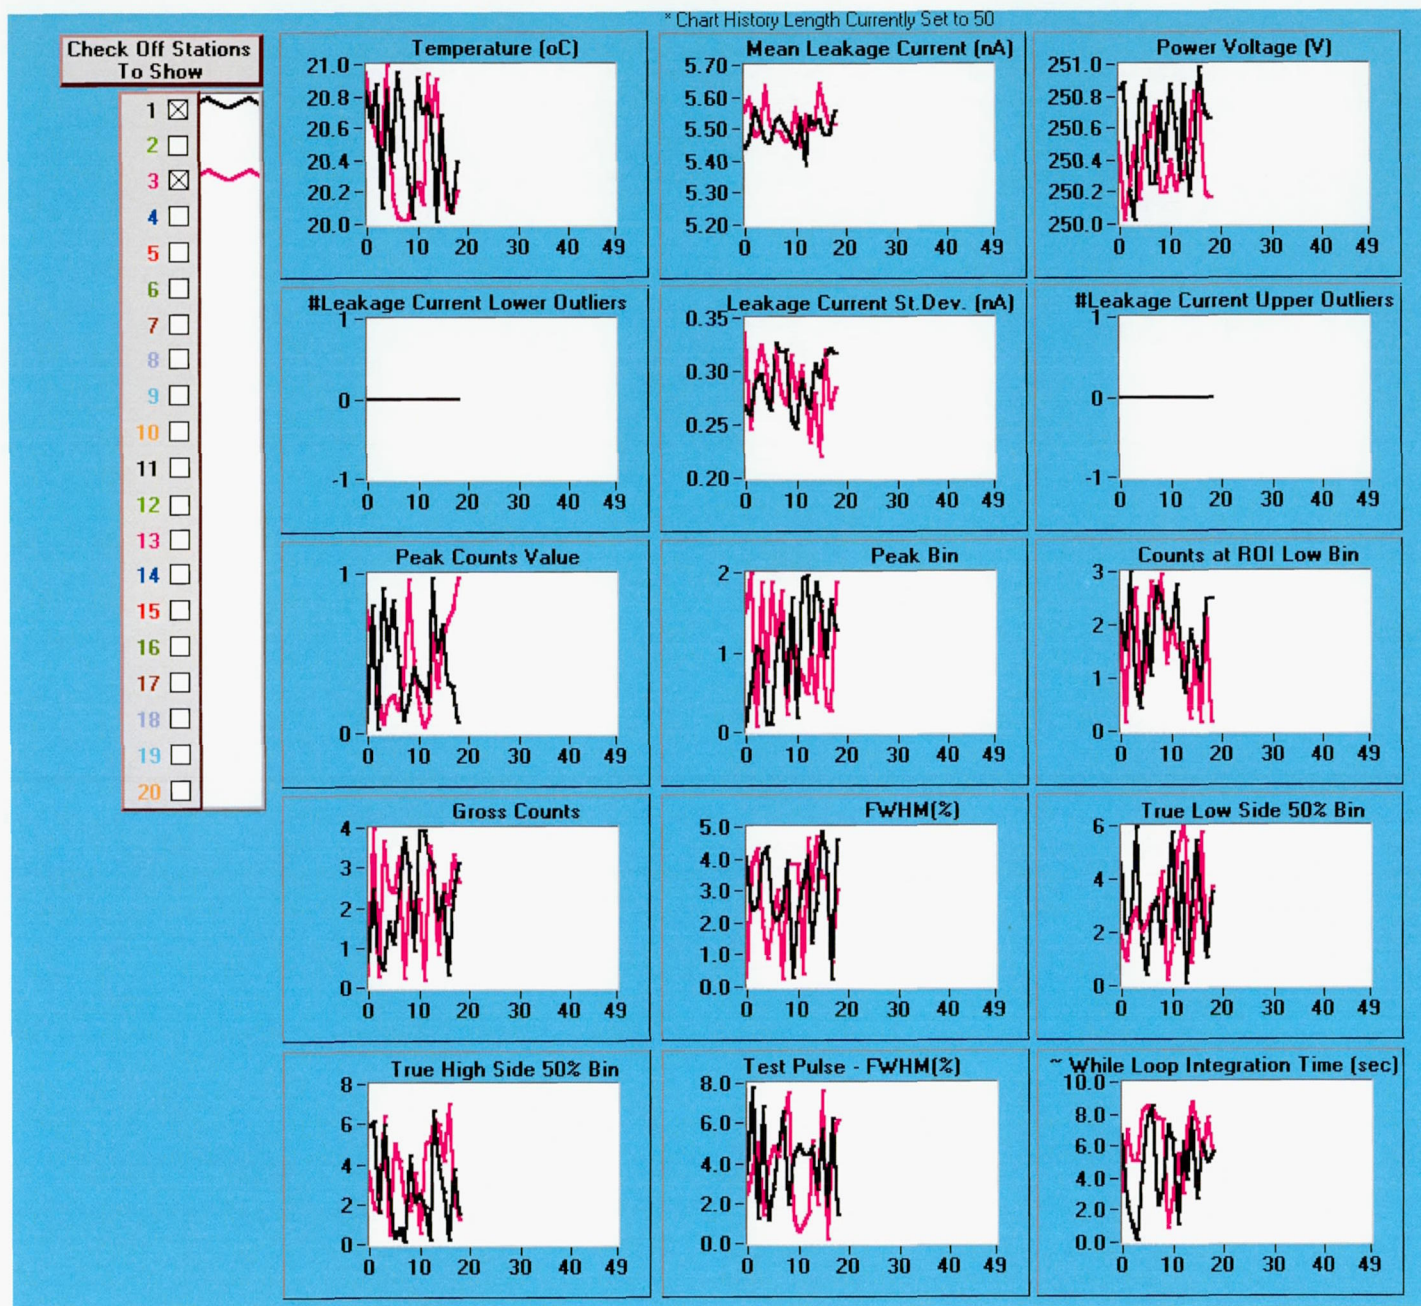 * Chart History Length Currently Set to 50
Check Off Stations
To Show
1
2
3
4
5
6
7
8
9
10
11
12
13
14
15
16
17
18
19
20
Temperature (oC)
21.0
20.8
20.6
20.4
20.2
20.0
0 10 20 30 40 49
Mean Leakage Current (nA)
5.70
5.60
5.50
5.40
5.30
5.20
0 10 20 30 40 49
Power Voltage (V)
251.0
250.8
250.6
250.4
250.2
250.0
0 10 20 30 40 49
#Leakage Current Lower Outliers
1
0
-1
0 10 20 30 40 49
Leakage Current St.Dev. (nA)
0.35
0.30
0.25
0.20
0 10 20 30 40 49
#Leakage Current Upper Outliers
1
0
-1
0 10 20 30 40 49
Peak Counts Value
1
0
0 10 20 30 40 49
Peak Bin
2
1
0
0 10 20 30 40 49
Counts at ROI Low Bin
3
2
1
0
0 10 20 30 40 49
Gross Counts
4
3
2
1
0
0 10 20 30 40 49
FWHM(%)
5.0
4.0
3.0
2.0
1.0
0.0
0 10 20 30 40 49
True Low Side 50% Bin
6
4
2
0
0 10 20 30 40 49
True High Side 50% Bin
8
6
4
2
0
0 10 20 30 40 49
Test Pulse - FWHM(%)
8.0
6.0
4.0
2.0
0.0
0 10 20 30 40 49
~ While Loop Integration Time (sec)
10.0
8.0
6.0
4.0
2.0
0.0
0 10 20 30 40 49